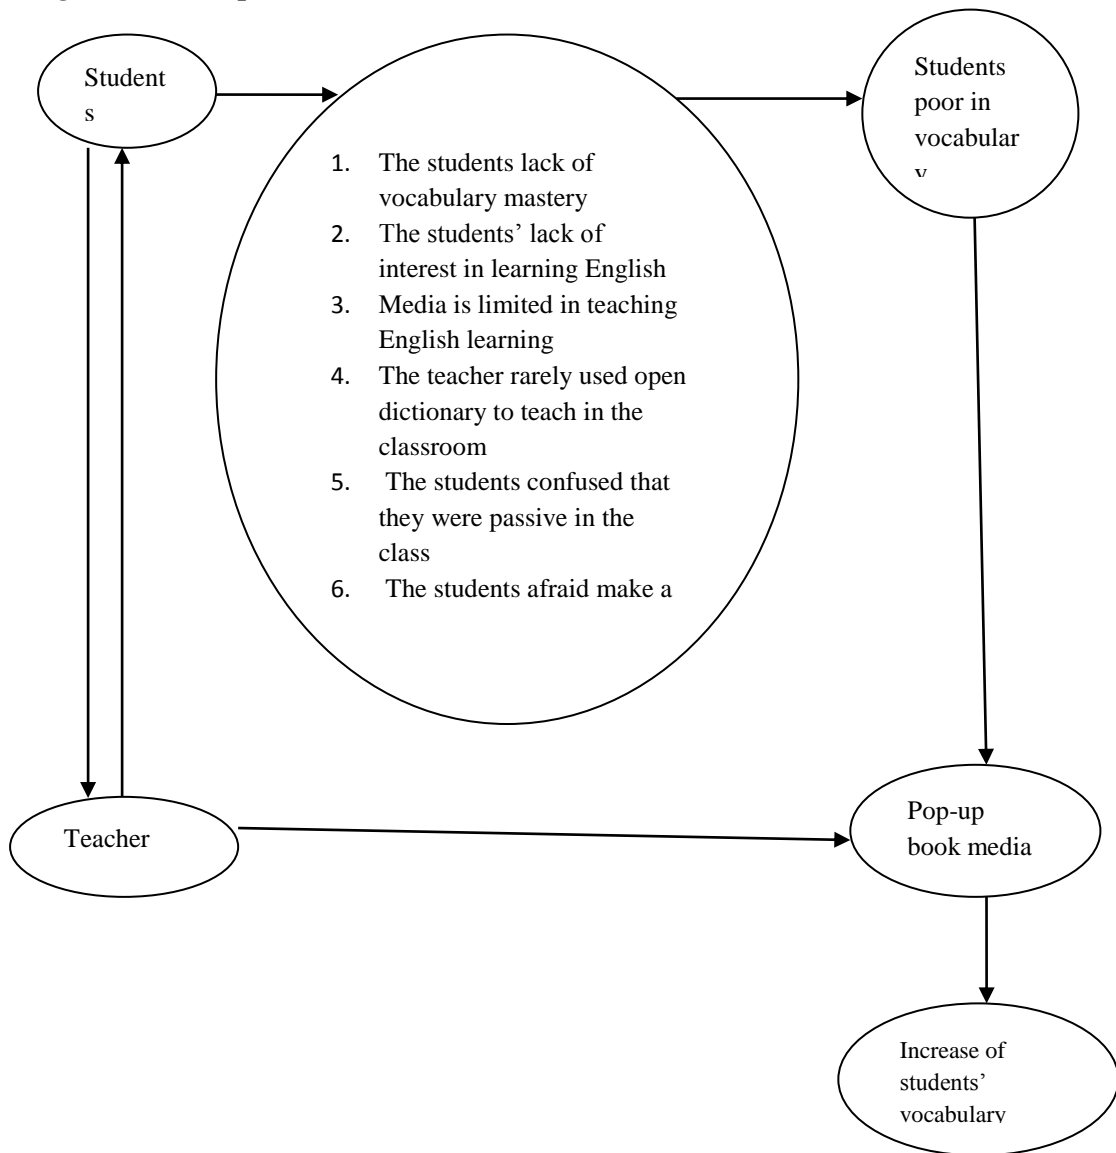 Student
s
Students
poor in
vocabular
y
1. The students lack of
vocabulary mastery
2. The students’ lack of
interest in learning English
3. Media is limited in teaching
English learning
4. The teacher rarely used open
dictionary to teach in the
classroom
5. The students confused that
they were passive in the
class
6. The students afraid make a
Teacher
Pop-up
book media
Increase of
students’
vocabulary